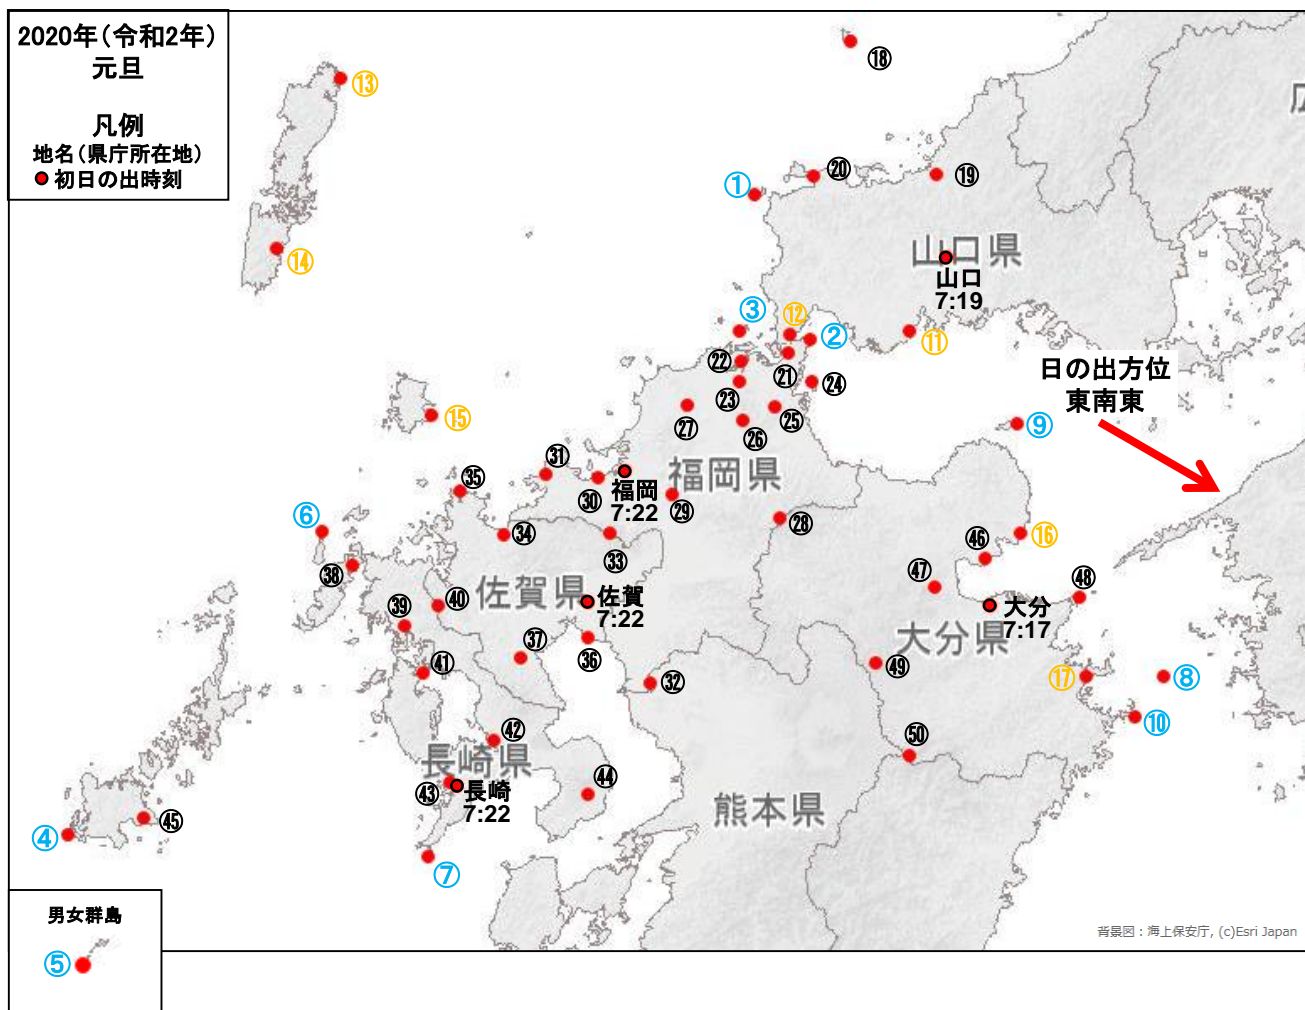 2020年(令和2年)
元旦
凡例
地名(県庁所在地)
初日の出時刻
⑬
⑱
広
⑭
①
⑳
⑲
山口県
山口
7:19
③
⑫
②
⑪
㉒
㉑
㉔
㉓
日の出方位
東南東
⑮
㉗
㉖
㉕
⑨
㉟
㉛
福岡県
㉚
福岡
7:22
㉙
⑥
㉞
㉝
㉘
㊻
⑯
㊳
佐賀県
佐賀
7:22
㊼
㊽
㊴
㊵
大分
7:17
大分県
㊲
㊱
㊶
㉜
㊾
⑰
⑧
⑩
㊷
長崎県
㊿
㊸
長崎
7:22
㊹
熊本県
④
㊺
⑦
男女群島
⑤
背景図:海上保安庁, (c)Esri Japan